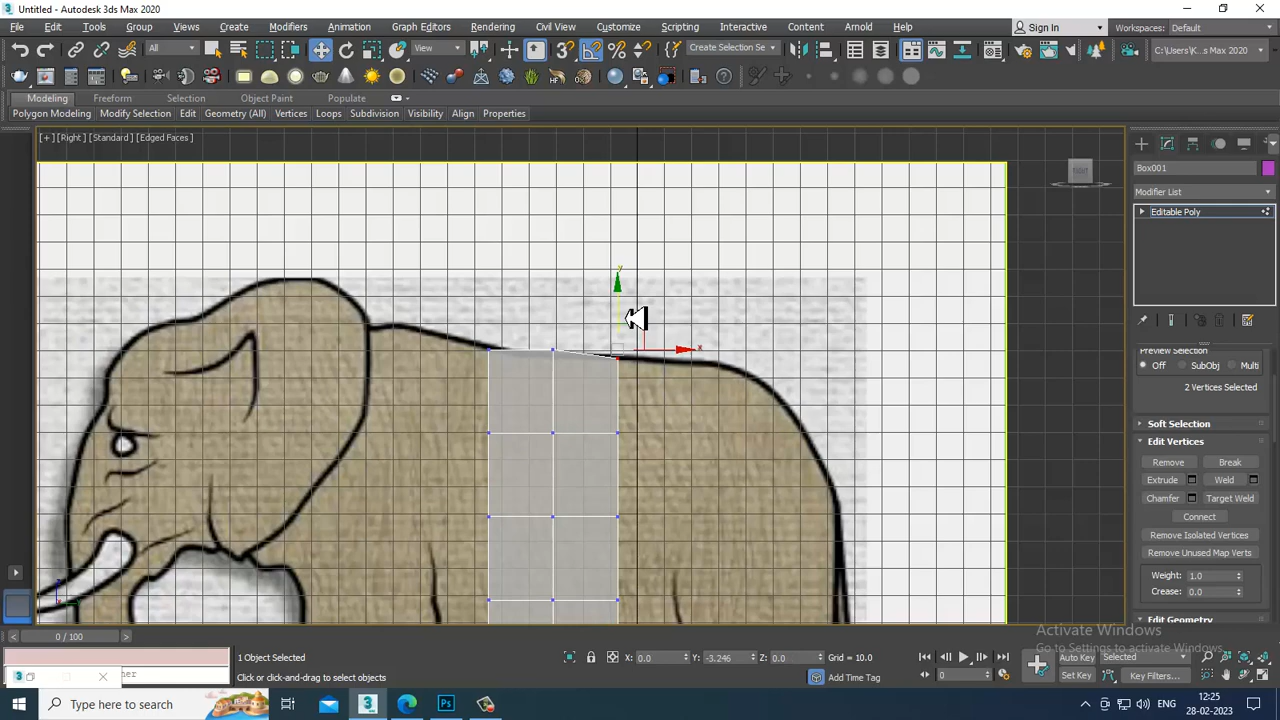 Untitled - Autodesk 3ds Max 2020
File Edit Tools Group Views Create Modifiers Animation Graph Editors Rendering Civil View Customize Scripting Interactive Content Arnold Help Sign In Workspaces: Default
All View Create Selection Se C:\Users\K...s Max 2020
Modeling Freeform Selection Object Paint Populate
Polygon Modeling Modify Selection Edit Geometry (All) Vertices Loops Subdivision Visibility Align Properties
[+] [Right] [Standard] [Edged Faces]
Box001
Modifier List
Editable Poly
y
x
Preview Selection
Off SubObj Multi
2 Vertices Selected
Soft Selection
Edit Vertices
Remove Break
Extrude Weld
Chamfer Target Weld
Connect
Remove Isolated Vertices
Remove Unused Map Verts
Weight: 1.0
Crease: 0.0
Edit Geometry
Activate Windows
Go to Settings to activate Windows.
0 / 100
1 Object Selected X: 0.0 Y: -3.246 Z: 0.0 Grid = 10.0 Auto Key Selected
Click or click-and-drag to select objects Add Time Tag 0 Set Key Key Filters...
3
Type here to search Ps 3 ENG 12:25
28-02-2023